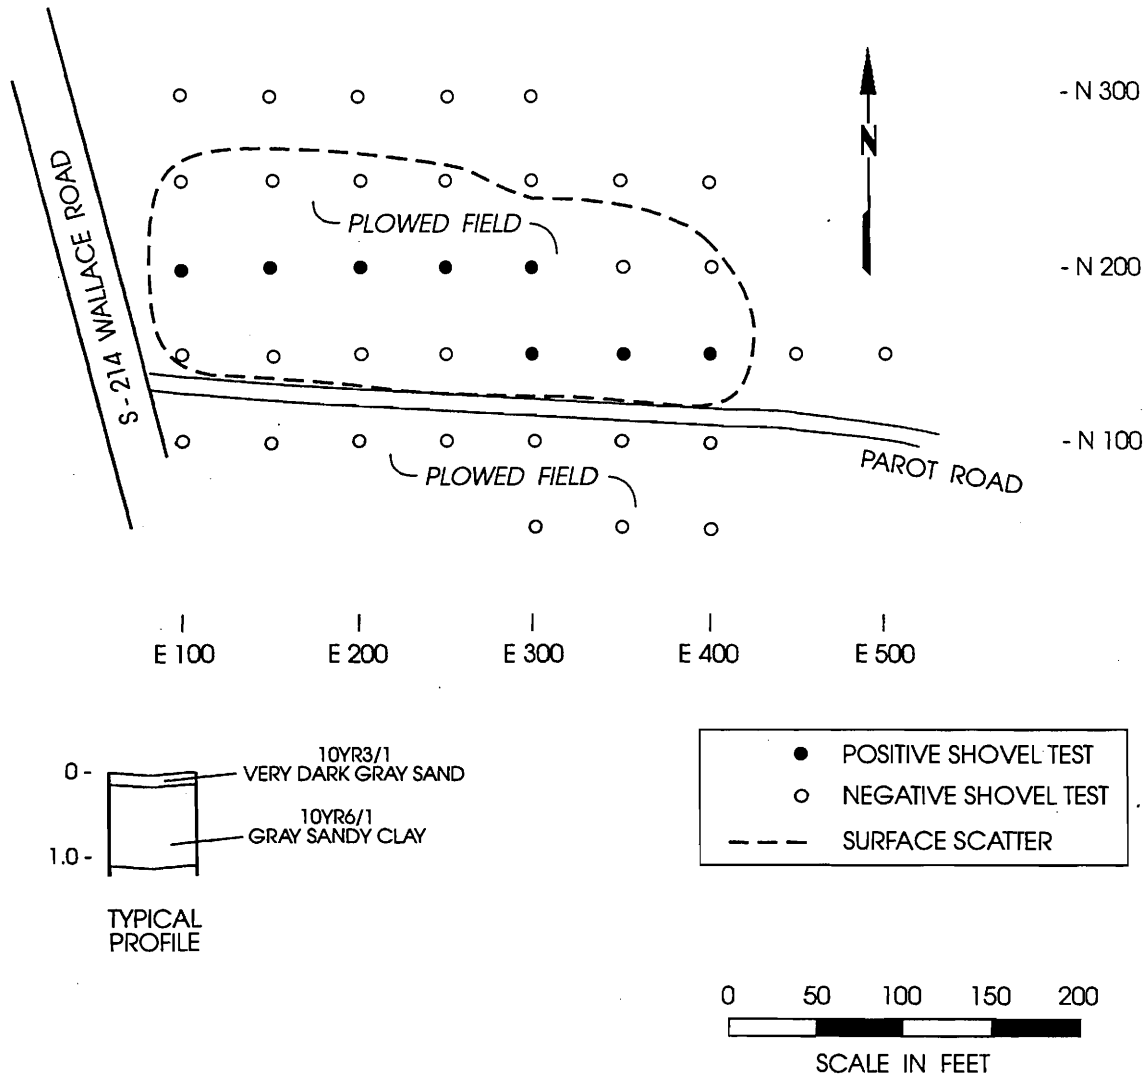 - N 300
N
S - 214 WALLACE ROAD
PLOWED FIELD
- N 200
- N 100
PAROT ROAD
PLOWED FIELD
E 100
E 200
E 300
E 400
E 500
0 -
10YR3/1
VERY DARK GRAY SAND
10YR6/1
GRAY SANDY CLAY
1.0 -
TYPICAL
PROFILE
POSITIVE SHOVEL TEST
NEGATIVE SHOVEL TEST
SURFACE SCATTER
0 50 100 150 200
SCALE IN FEET